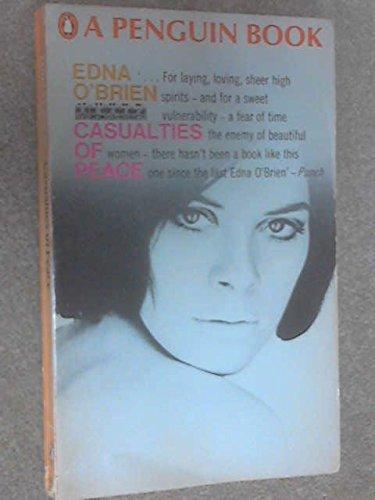 A PENGUIN BOOK
EDNA '... For laying, loving, sheer high
O'BRIEN spirits – and for a sweet
vulnerability – a fear of time
CASUALTIES the enemy of beautiful
OF women – there hasn't been a book like this
PEACE one since the last Edna O'Brien' – Punch